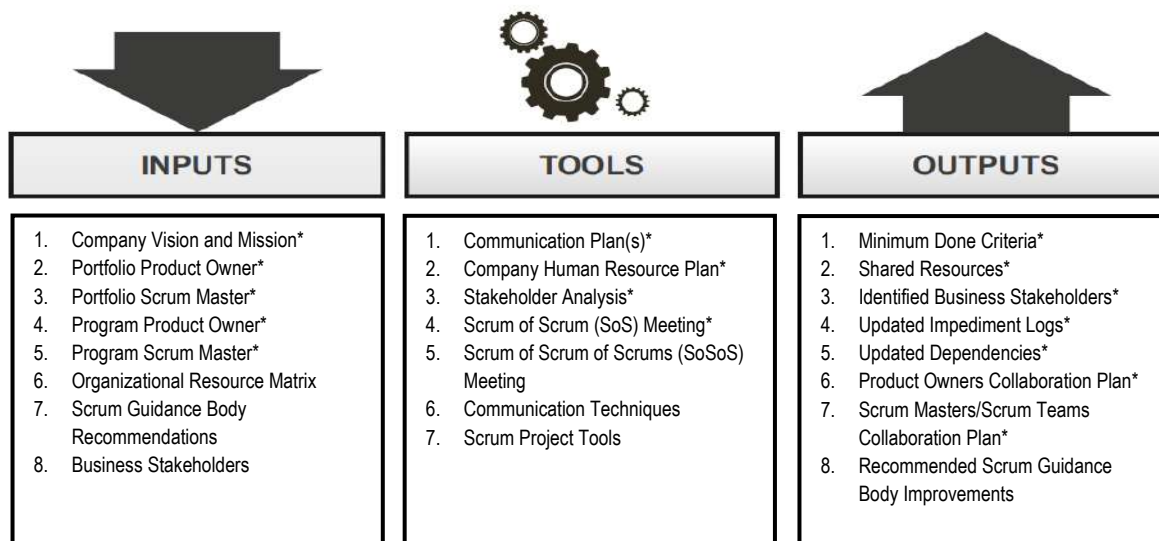 INPUTS
1. Company Vision and Mission*
2. Portfolio Product Owner*
3. Portfolio Scrum Master*
4. Program Product Owner*
5. Program Scrum Master*
6. Organizational Resource Matrix
7. Scrum Guidance Body
Recommendations
8. Business Stakeholders
TOOLS
1. Communication Plan(s)*
2. Company Human Resource Plan*
3. Stakeholder Analysis*
4. Scrum of Scrum (SoS) Meeting*
5. Scrum of Scrum of Scrums (SoSoS)
Meeting
6. Communication Techniques
7. Scrum Project Tools
OUTPUTS
1. Minimum Done Criteria*
2. Shared Resources*
3. Identified Business Stakeholders*
4. Updated Impediment Logs*
5. Updated Dependencies*
6. Product Owners Collaboration Plan*
7. Scrum Masters/Scrum Teams
Collaboration Plan*
8. Recommended Scrum Guidance
Body Improvements